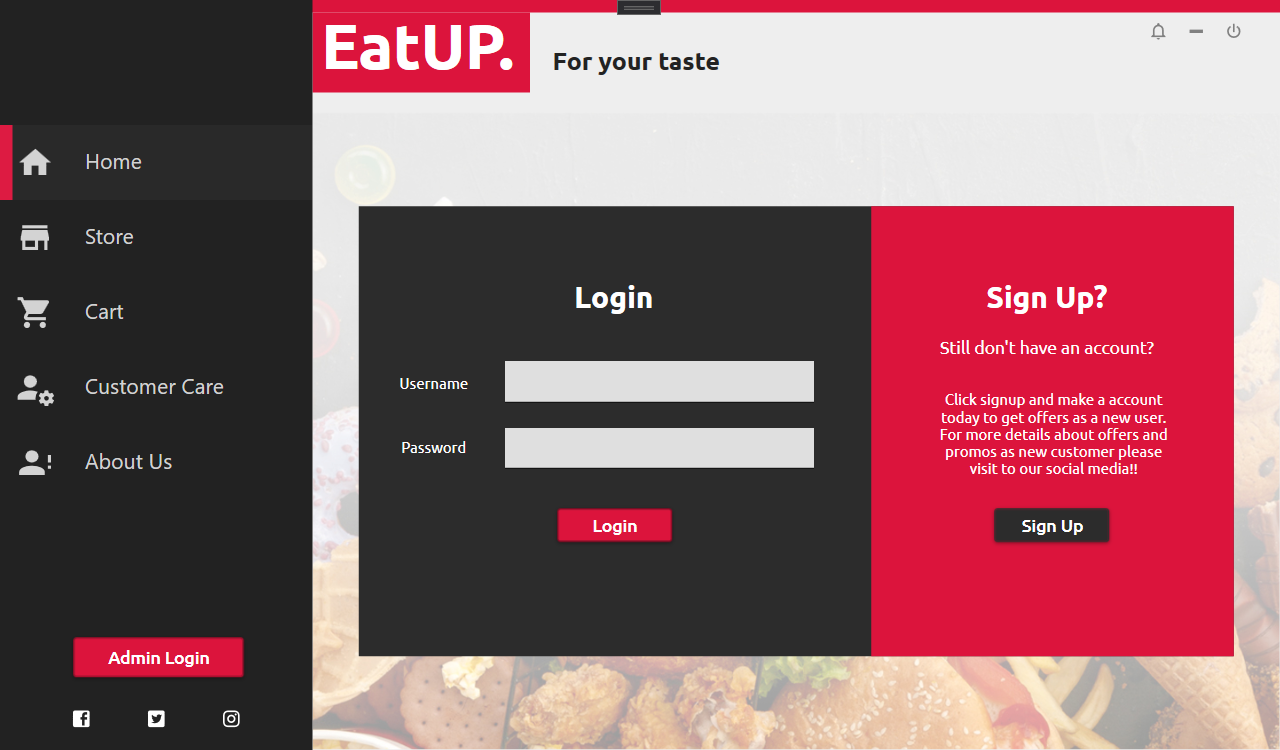 EatUP.
For your taste
Home
Store
Cart
Customer Care
About Us
Admin Login
Login
Username
Password
Login
Sign Up?
Still don't have an account?
Click signup and make a account
today to get offers as a new user.
For more details about offers and
promos as new customer please
visit to our social media!!
Sign Up